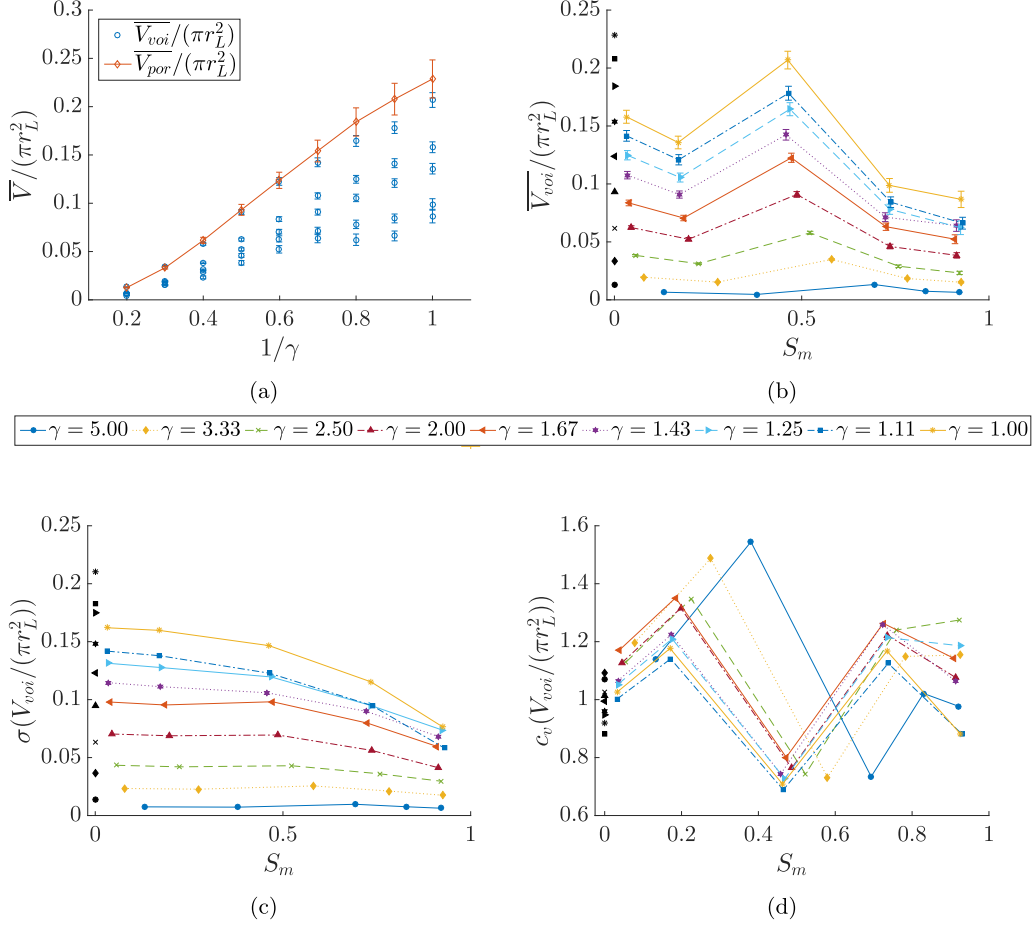 0.3
0.25
0.2
0.15
0.1
0.05
0
V̅/(πr_L^2)
V_voi/(πr_L^2)
V_por/(πr_L^2)
0.2 0.4 0.6 0.8 1
1/γ
(a)
0.25
0.2
0.15
0.1
0.05
0
V_voi/(πr_L^2)
0 0.5 1
S_m
(b)
γ = 5.00 γ = 3.33 γ = 2.50 γ = 2.00 γ = 1.67 γ = 1.43 γ = 1.25 γ = 1.11 γ = 1.00
0.25
0.2
0.15
0.1
0.05
0
σ(V_voi/(πr_L^2))
0 0.5 1
S_m
(c)
1.6
1.4
1.2
1
0.8
0.6
c_v(V_voi/(πr_L^2))
0 0.2 0.4 0.6 0.8 1
S_m
(d)